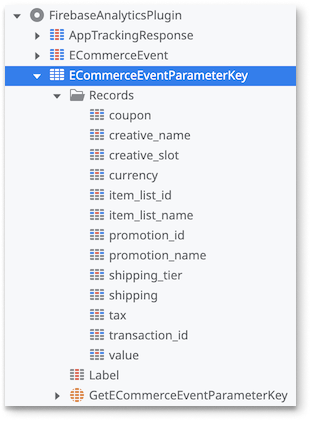 FirebaseAnalyticsPlugin
AppTrackingResponse
ECommerceEvent
ECommerceEventParameterKey
Records
coupon
creative_name
creative_slot
currency
item_list_id
item_list_name
promotion_id
promotion_name
shipping_tier
shipping
tax
transaction_id
value
Label
GetECommerceEventParameterKey